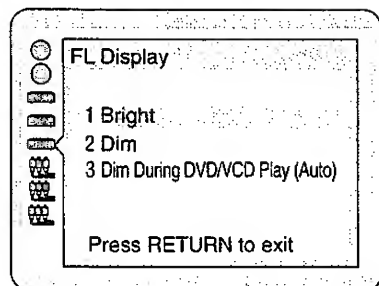 FL Display
1 Bright
2 Dim
3 Dim During DVD/VCD Play (Auto)
Press RETURN to exit